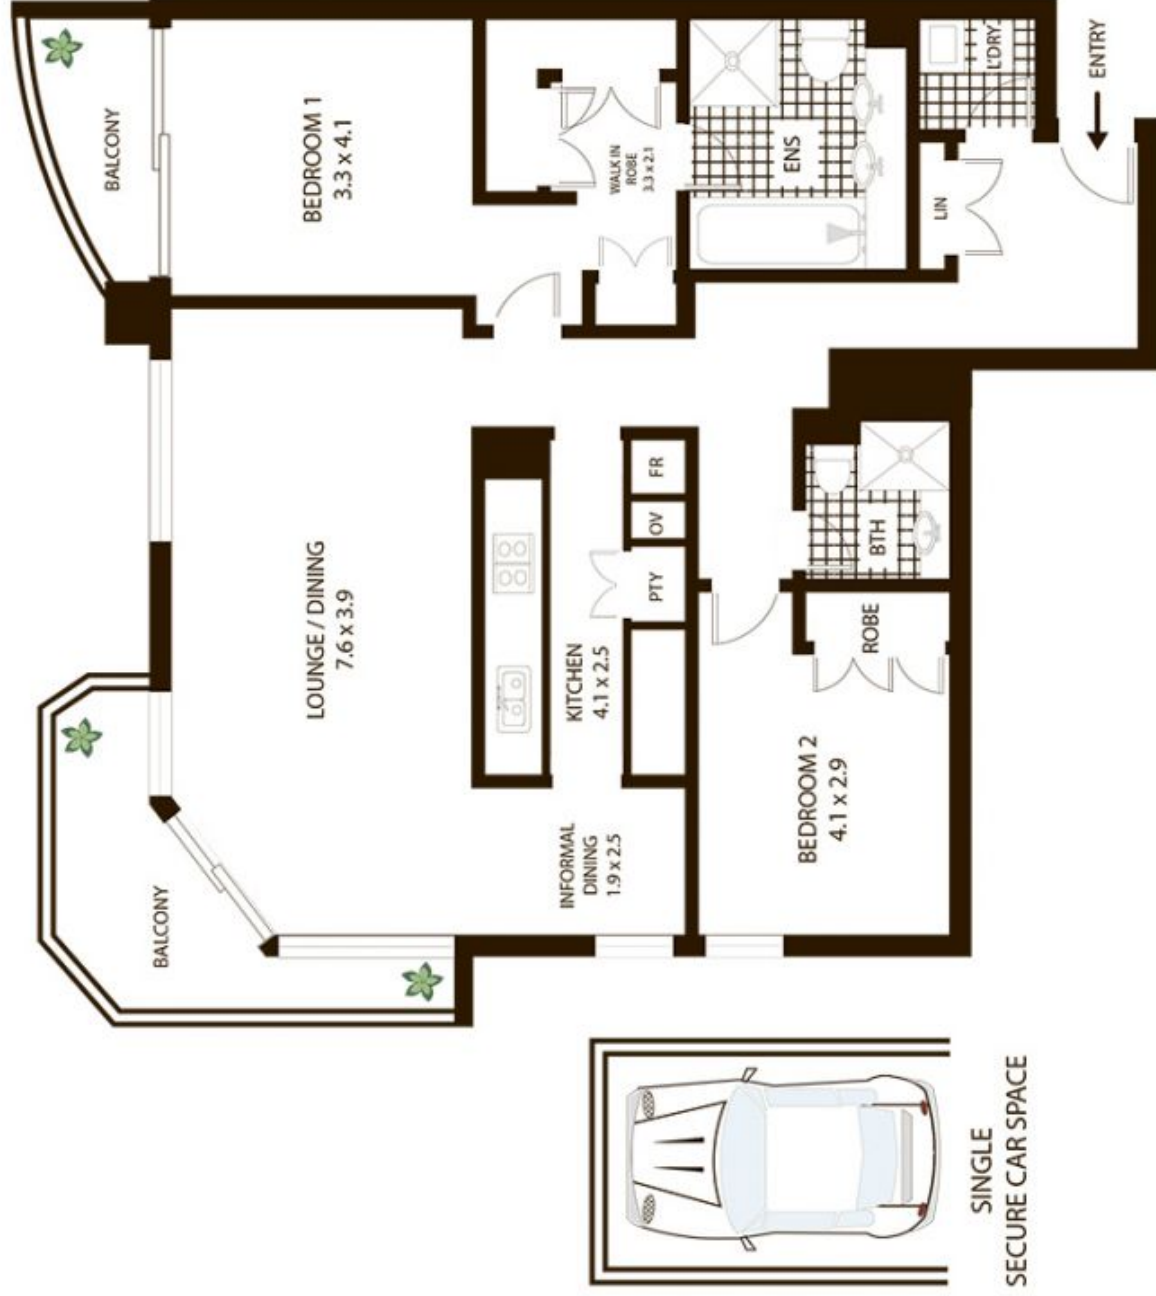 BALCONY
BEDROOM 1
3.3 x 4.1
WALK IN
ROBE
3.3 x 2.1
ENS
L'DRY
ENTRY
LIN
LOUNGE / DINING
7.6 x 3.9
FR
OV
PTY
KITCHEN
4.1 x 2.5
BTH
ROBE
BALCONY
INFORMAL
DINING
1.9 x 2.5
BEDROOM 2
4.1 x 2.9
SINGLE
SECURE CAR SPACE